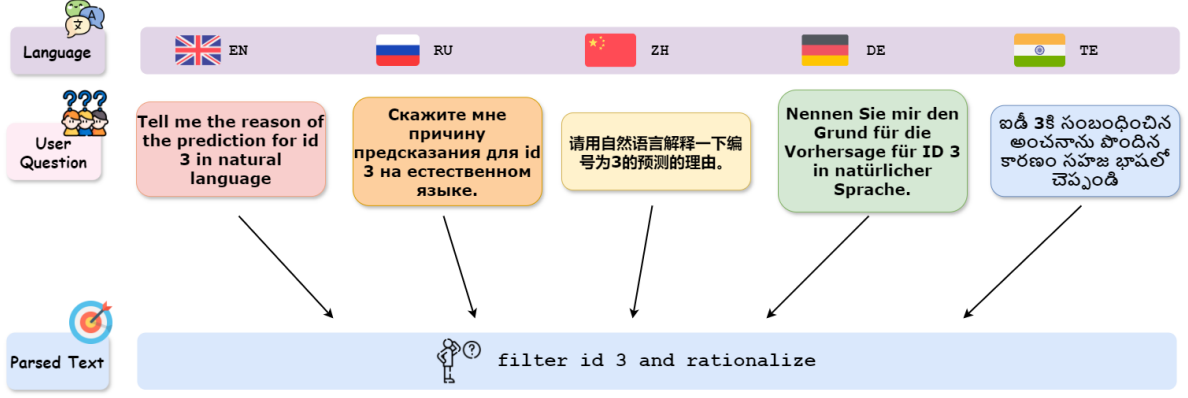 Language
EN
RU
ZH
DE
TE
User
Question
Tell me the reason of
the prediction for id
3 in natural
language
Скажите мне
причину
предсказания для id
3 на естественном
языке.
请用自然语言解释一下编
号为3的预测的理由。
Nennen Sie mir den
Grund für die
Vorhersage für ID 3
in natürlicher
Sprache.
ఐడీ 3కి సంబంధించిన
అంచనాను పొందిన
కారణం సహజ భాషలో
చెప్పండి
Parsed Text
filter id 3 and rationalize